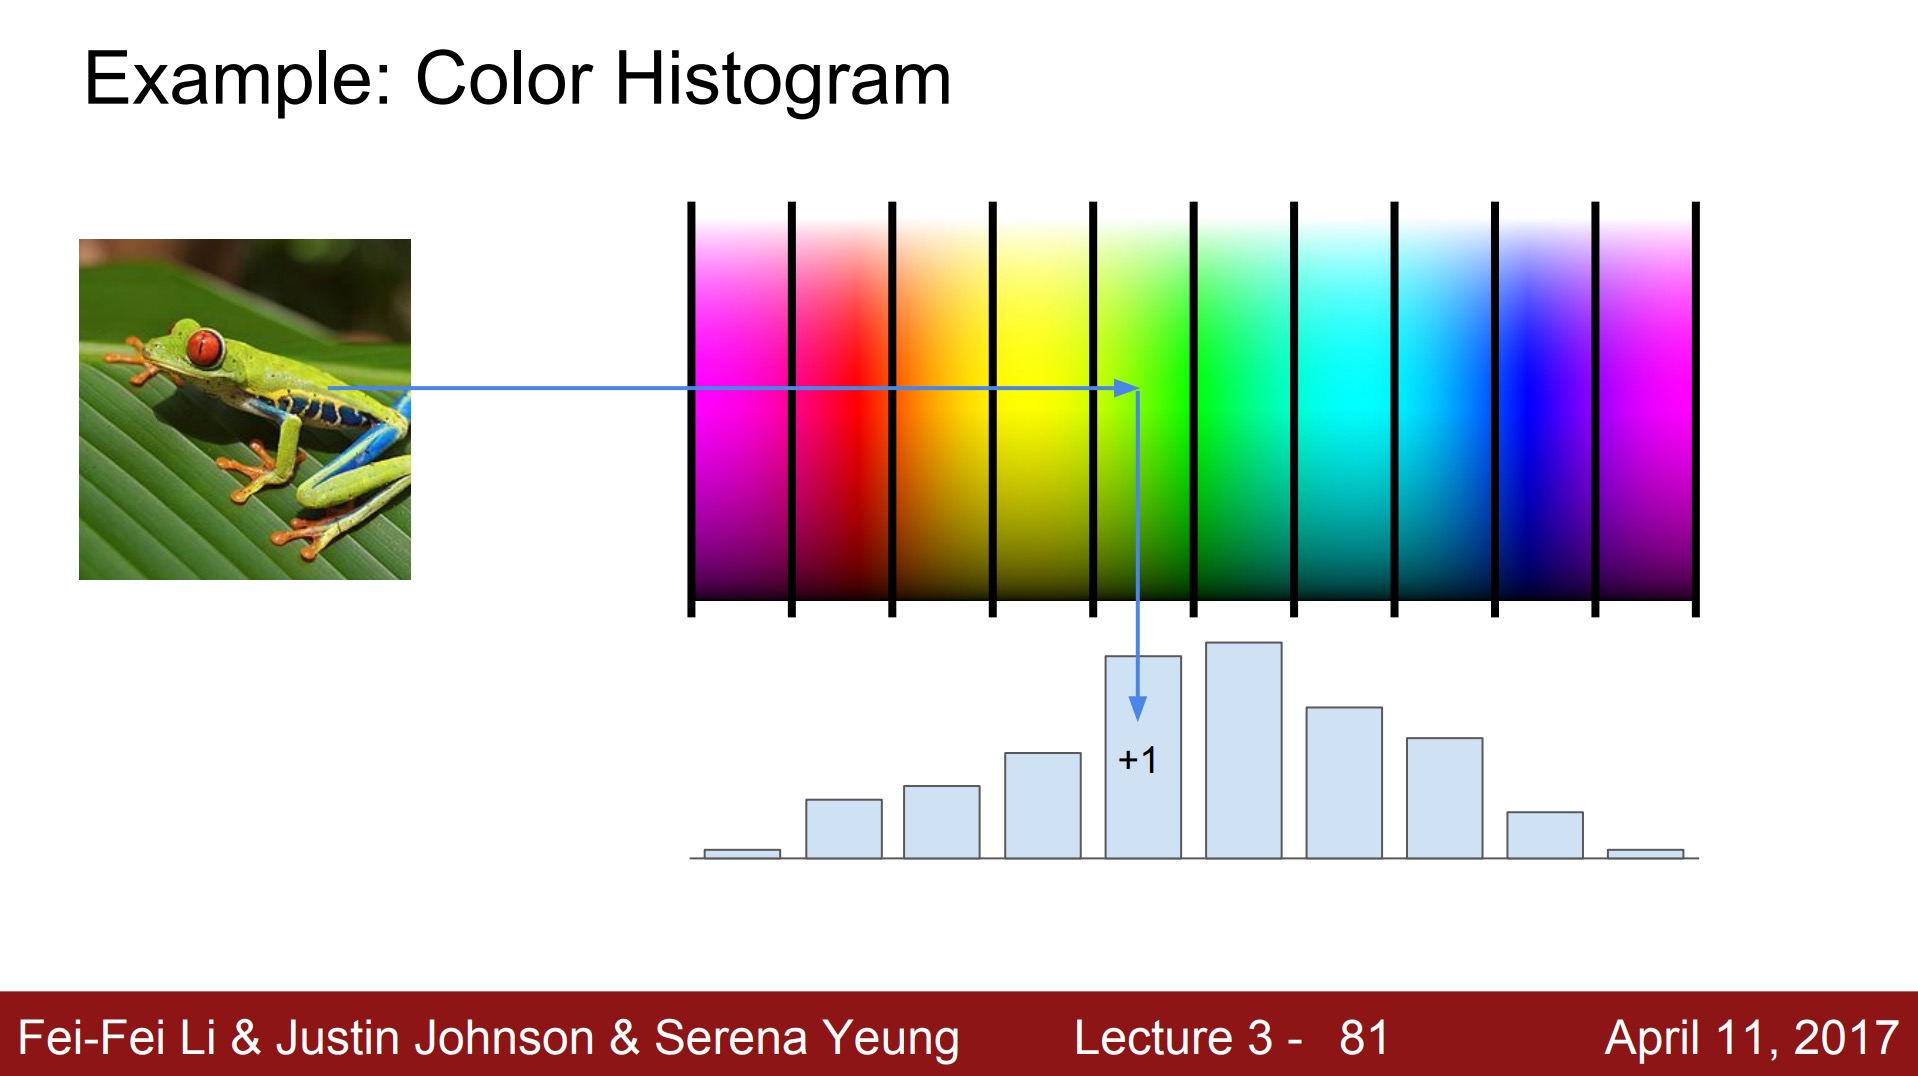 Example: Color Histogram
+1
Fei-Fei Li & Justin Johnson & Serena Yeung Lecture 3 - 81 April 11, 2017